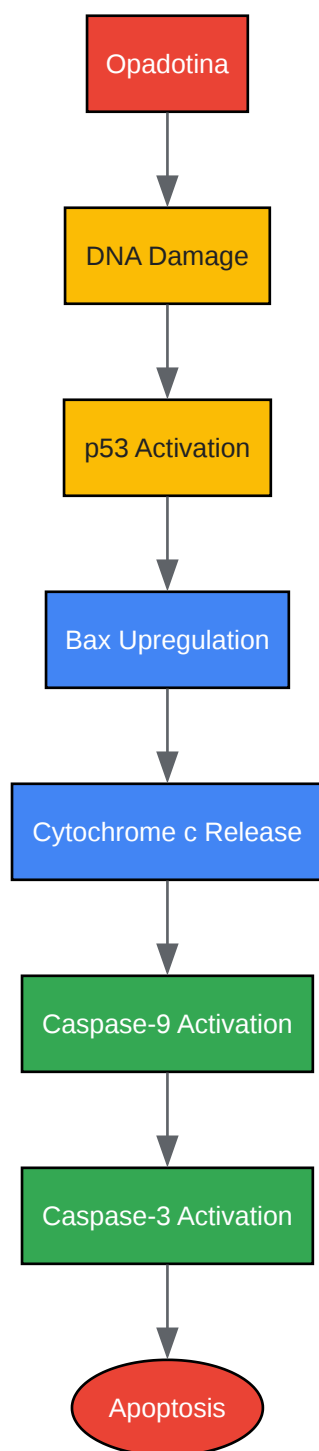 Opadotina
DNA Damage
p53 Activation
Bax Upregulation
Cytochrome c Release
Caspase-9 Activation
Caspase-3 Activation
Apoptosis